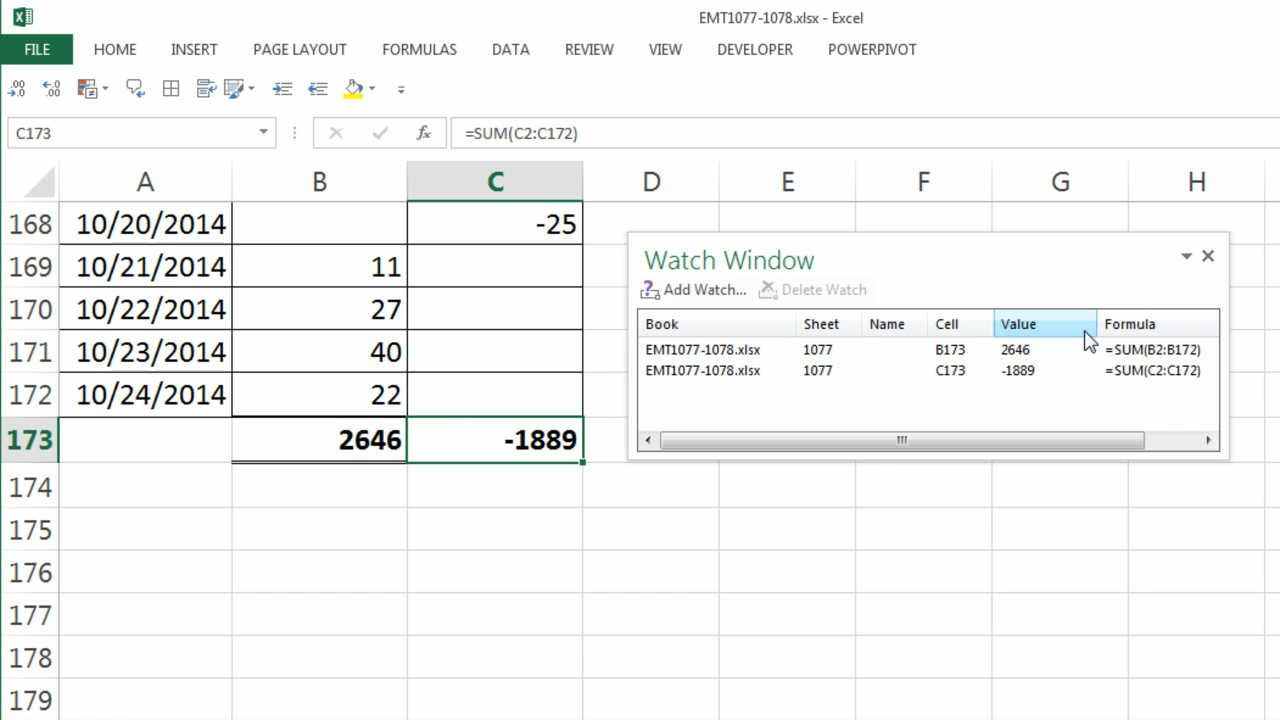 EMT1077-1078.xlsx - Excel
FILE HOME INSERT PAGE LAYOUT FORMULAS DATA REVIEW VIEW DEVELOPER POWERPIVOT
C173 fx =SUM(C2:C172)
A B C D E F G H
168 10/20/2014 -25
169 10/21/2014 11
170 10/22/2014 27
171 10/23/2014 40
172 10/24/2014 22
173 2646 -1889
174
175
176
177
178
179
Watch Window
Add Watch... Delete Watch
Book Sheet Name Cell Value Formula
EMT1077-1078.xlsx 1077 B173 2646 =SUM(B2:B172)
EMT1077-1078.xlsx 1077 C173 -1889 =SUM(C2:C172)